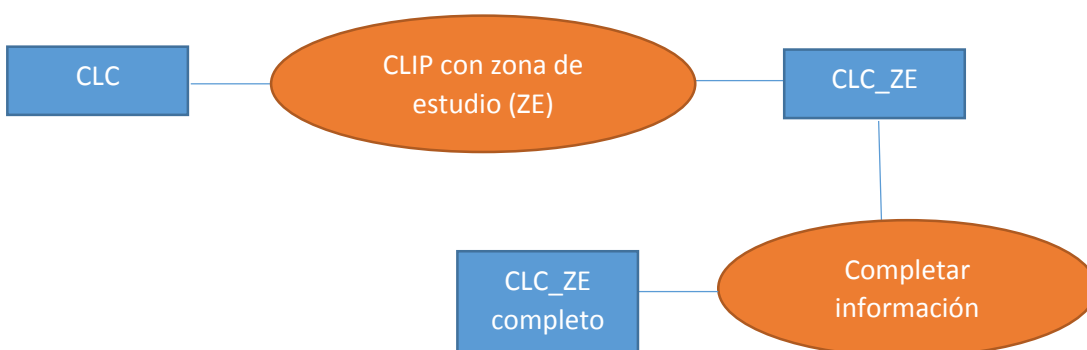 CLC
CLIP con zona de
estudio (ZE)
CLC_ZE
Completar
información
CLC_ZE
completo